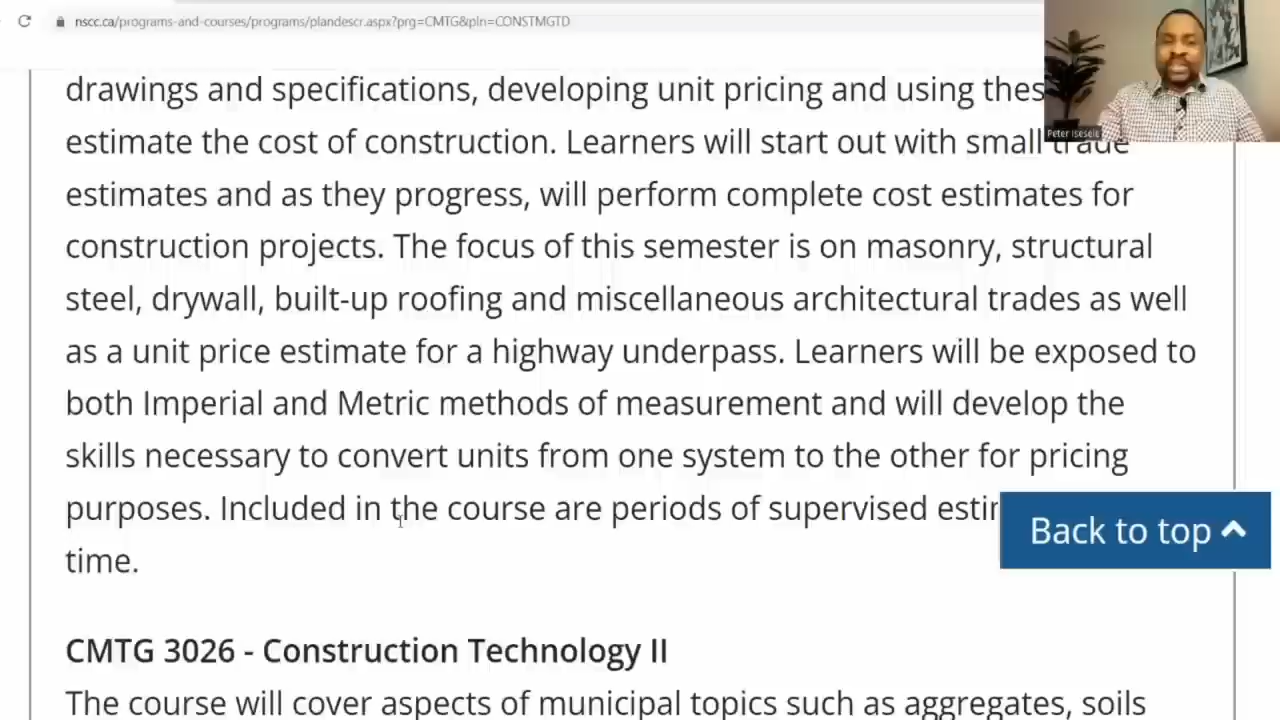 nscc.ca/programs-and-courses/programs/plandescr.aspx?prg=CMTG&pln=CONSTMGTD
drawings and specifications, developing unit pricing and using
estimate the cost of construction. Learners will start out with small trade
estimates and as they progress, will perform complete cost estimates for
construction projects. The focus of this semester is on masonry, structural
steel, drywall, built-up roofing and miscellaneous architectural trades as well
as a unit price estimate for a highway underpass. Learners will be exposed to
both Imperial and Metric methods of measurement and will develop the
skills necessary to convert units from one system to the other for pricing
purposes. Included in the course are periods of supervised
time.
Back to top
CMTG 3026 - Construction Technology II
The course will cover aspects of municipal topics such as aggregates, soils
Peter